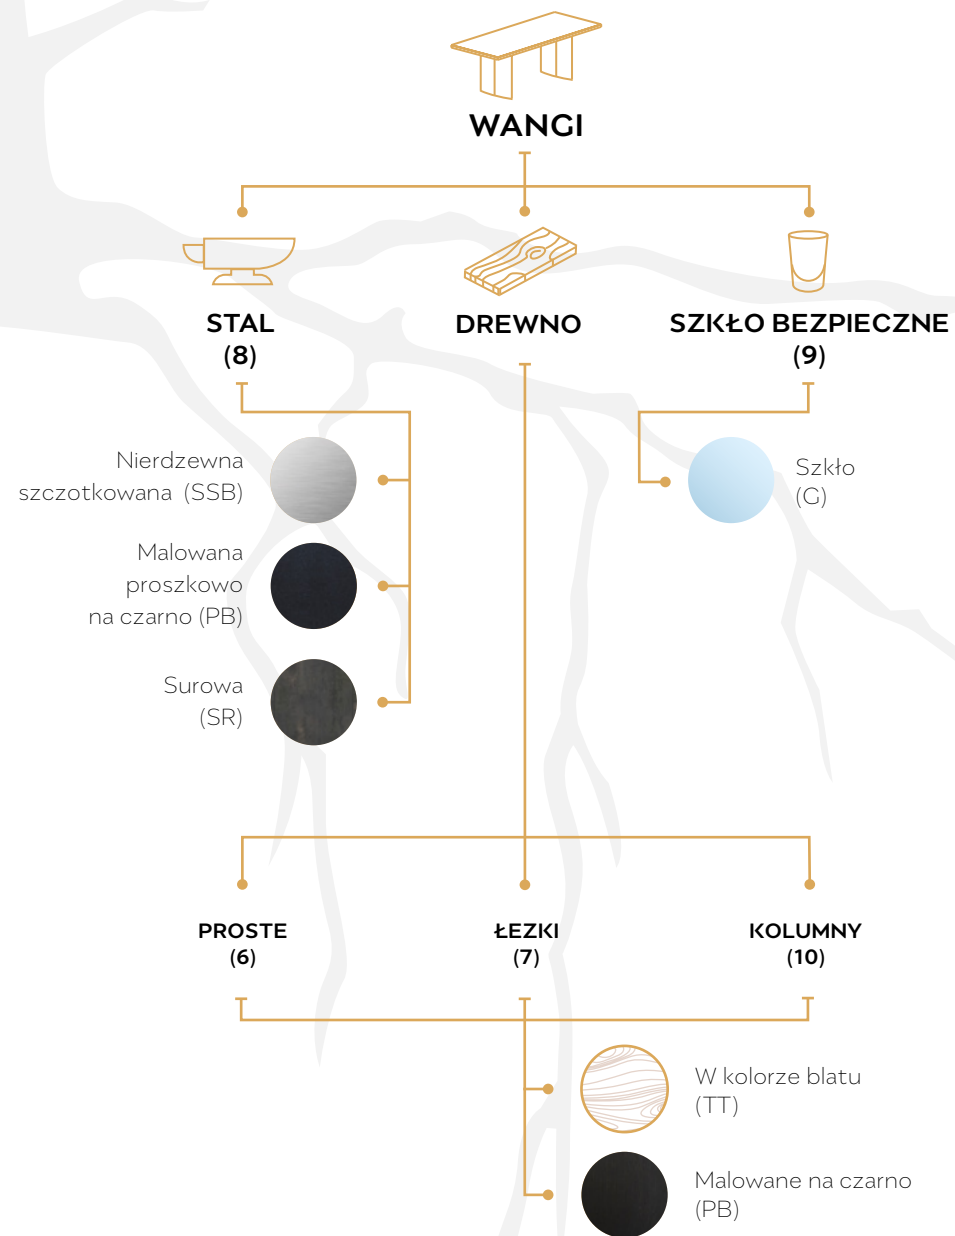 WANGI
STAL
(8)
DREWNO
SZKŁO BEZPIECZNE
(9)
Nierdzewna
szczotkowana (SSB)
Szkło
(G)
Malowana
proszkowo
na czarno (PB)
Surowa
(SR)
PROSTE
(6)
ŁEZKI
(7)
KOLUMNY
(10)
W kolorze blatu
(TT)
Malowane na czarno
(PB)